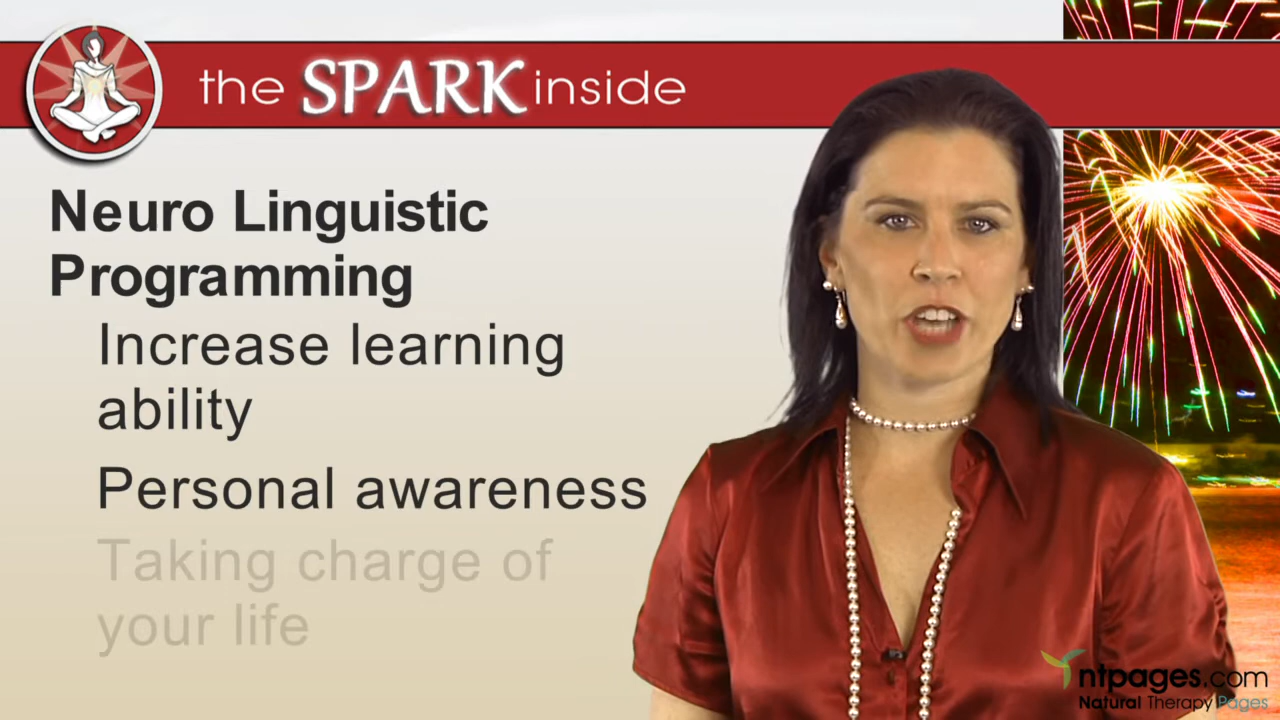 the SPARK inside
Neuro Linguistic
Programming
Increase learning
ability
Personal awareness
Taking charge of
your life
ntpages.com
Natural Therapy Pages